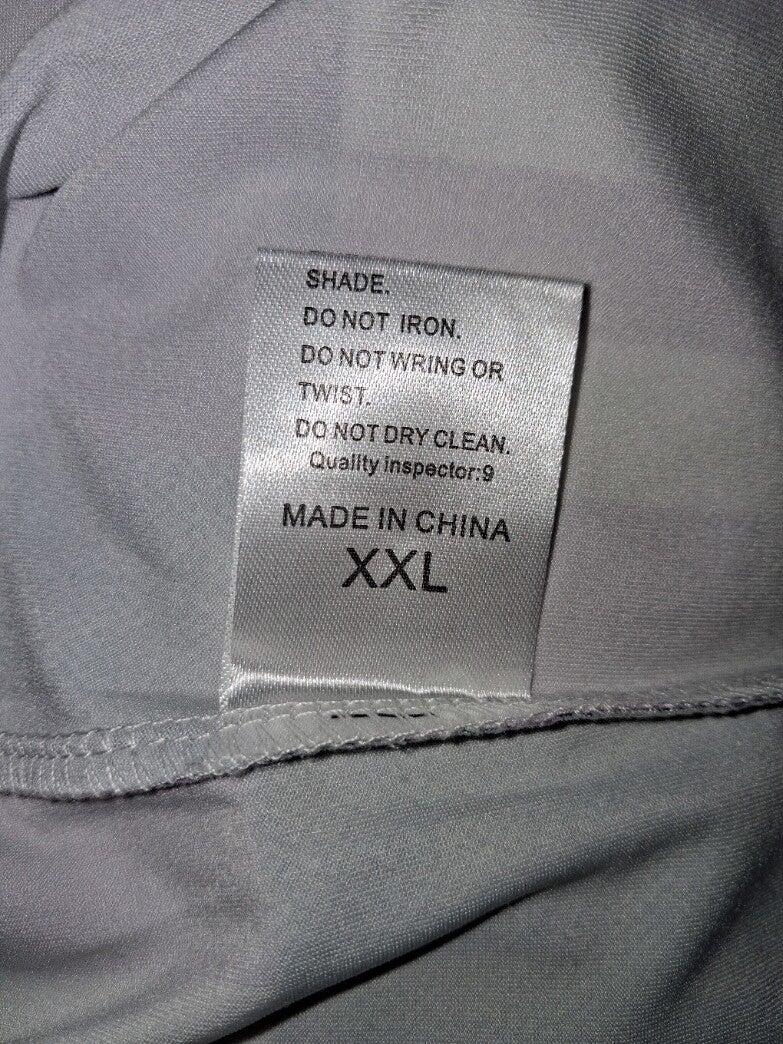 SHADE.
DO NOT IRON.
DO NOT WRING OR
TWIST.
DO NOT DRY CLEAN.
Quality inspector:9
MADE IN CHINA
XXL